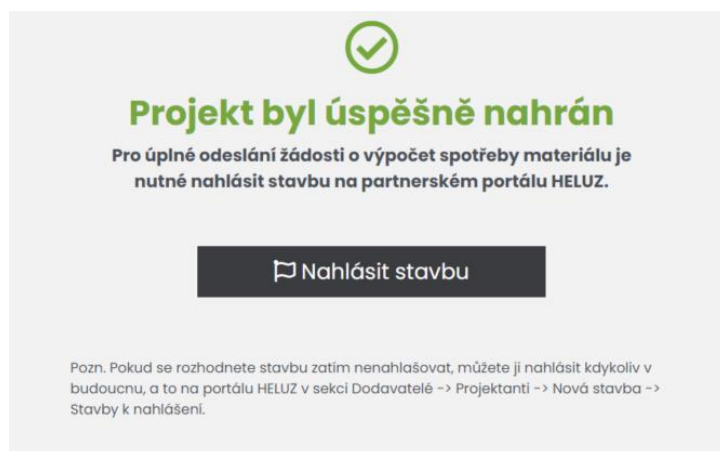 Projekt byl úspěšně nahrán
Pro úplné odeslání žádosti o výpočet spotřeby materiálu je
nutné nahlásit stavbu na partnerském portálu HELUZ.
Nahlásit stavbu
Pozn. Pokud se rozhodnete stavbu zatím nenahlašovat, můžete ji nahlásit kdykoliv v
budoucnu, a to na portálu HELUZ v sekci Dodavatelé -> Projektanti -> Nová stavba ->
Stavby k nahlášení.